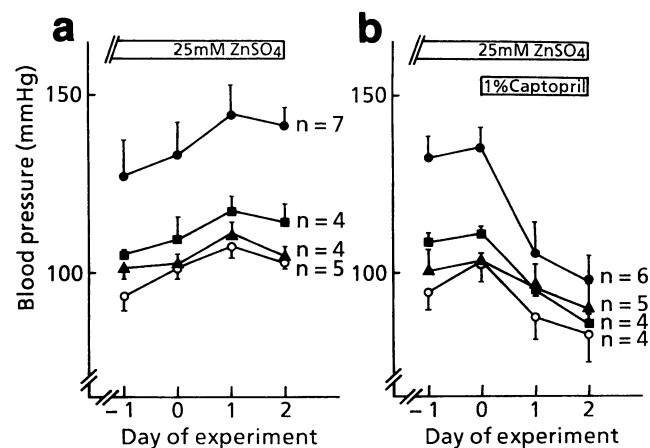 a
25mM ZnSO4
Blood pressure (mmHg)
150
100
n = 7
n = 4
n = 4
n = 5
-1 0 1 2
Day of experiment
b
25mM ZnSO4
1%Captopril
150
100
n = 6
n = 5
n = 4
n = 4
-1 0 1 2
Day of experiment